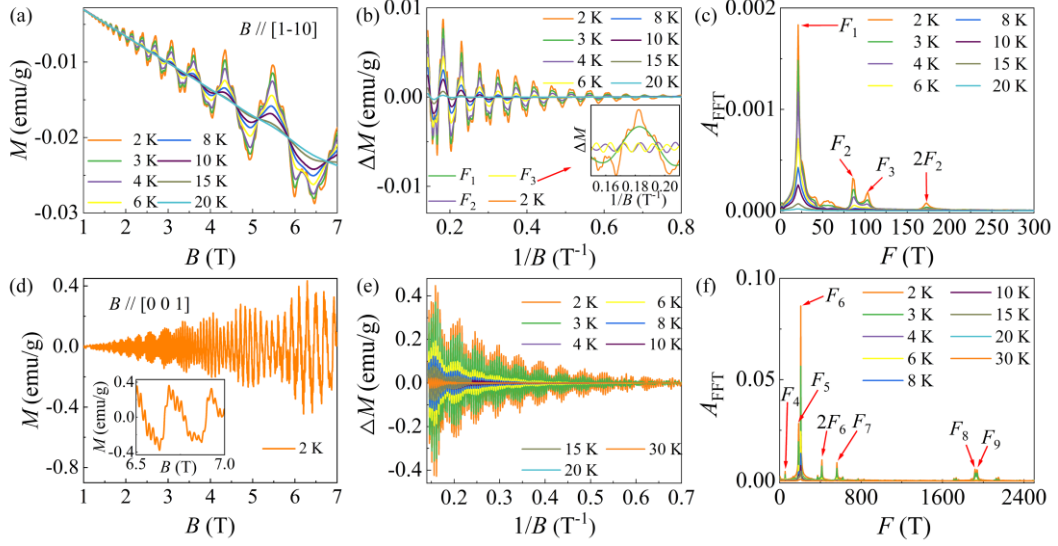 (a)
B // [1-10]
-0.01
-0.02
-0.03
M (emu/g)
2 K 8 K
3 K 10 K
4 K 15 K
6 K 20 K
1 2 3 4 5 6 7
B (T)
(b)
0.01
0.00
-0.01
ΔM (emu/g)
2 K 8 K
3 K 10 K
4 K 15 K
6 K 20 K
F1 F3
F2 2 K
ΔM
0.16 0.18 0.20
1/B (T-1)
0.2 0.3 0.4 0.5 0.6 0.7 0.8
1/B (T-1)
(c)
0.002
0.001
0.000
AFFT
F1
F2
F3
2F2
2 K 8 K
3 K 10 K
4 K 15 K
6 K 20 K
0 50 100 150 200 250 300
F (T)
(d)
B // [0 0 1]
0.4
0.0
-0.4
-0.8
M (emu/g)
M (emu/g)
0.4
0.0
-0.4
6.5 7.0
B (T)
2 K
1 2 3 4 5 6 7
B (T)
(e)
0.4
0.2
0.0
-0.2
-0.4
ΔM (emu/g)
2 K 6 K
3 K 8 K
4 K 10 K
15 K 30 K
20 K
0.2 0.3 0.4 0.5 0.6 0.7
1/B (T-1)
(f)
0.10
0.05
0.00
AFFT
F6
F5
F4
2F6
F7
F8
F9
2 K 10 K
3 K 15 K
4 K 20 K
6 K 30 K
8 K
0 800 1600 2400
F (T)